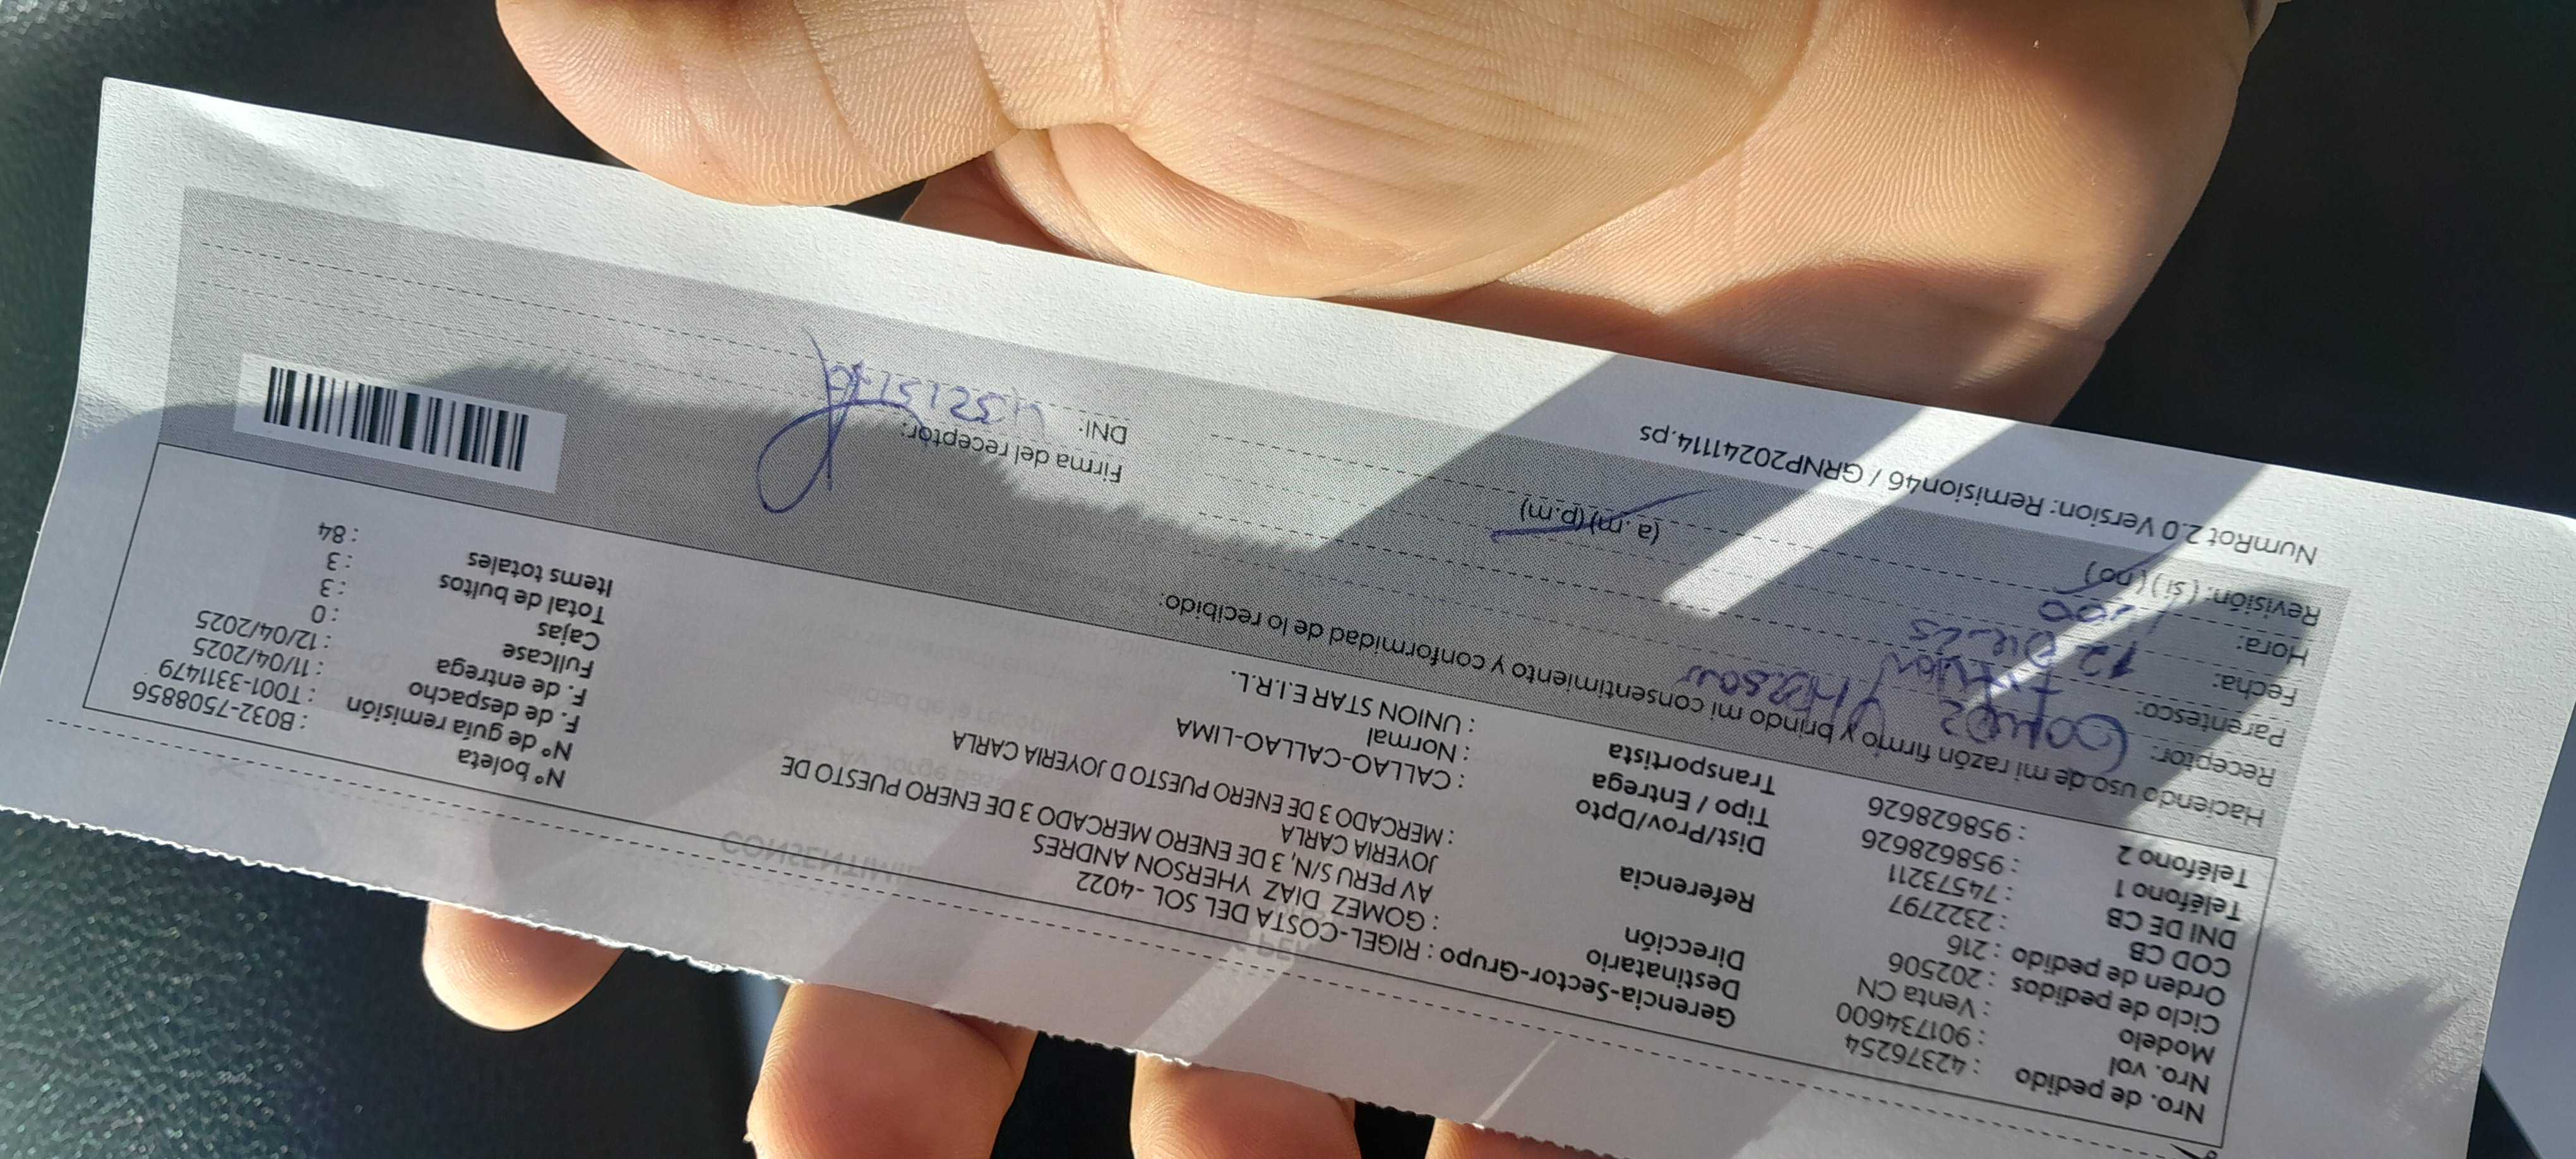 Nro. de pedido : 42376254
Nro. vol : 901734600
Modelo : Venta CN
Ciclo de pedidos : 202506
Orden de pedido : 216
COD CB : 2322797
DNI DE CB : 74573211
Teléfono 1 : 958628626
Teléfono 2 : 958628626
Gerencia-Sector-Grupo : RIGEL-COSTA DEL SOL -4022
Destinatario : GOMEZ DIAZ YHERSON ANDRES
Dirección AV PERU S/N, 3 DE ENERO MERCADO 3 DE ENERO PUESTO DE
JOYERIA CARLA
Referencia : MERCADO 3 DE ENERO PUESTO D JOYERIA CARLA
Dist/Prov/Dpto : CALLAO-CALLAO-LIMA
Tipo / Entrega : Normal
Transportista : UNION STAR E.I.R.L.
N° boleta : B032-7508856
N° de guía remisión : T001-3311479
F. de despacho : 11/04/2025
F. de entrega : 12/04/2025
Fullcase : 0
Cajas : 3
Total de bultos : 3
Items totales : 84
Haciendo uso de mi razón firmo y brindo mi consentimiento y conformidad de lo recibido:
Receptor: Gomez Yherson
Parentesco:
Fecha: 12
Hora: (a.m) (p.m)
Revisión: (si) (no)
Firma del receptor:
DNI:
NumRot 2.0 Version: Remision46 / GRNP20241114.ps
CONSENTIMIE